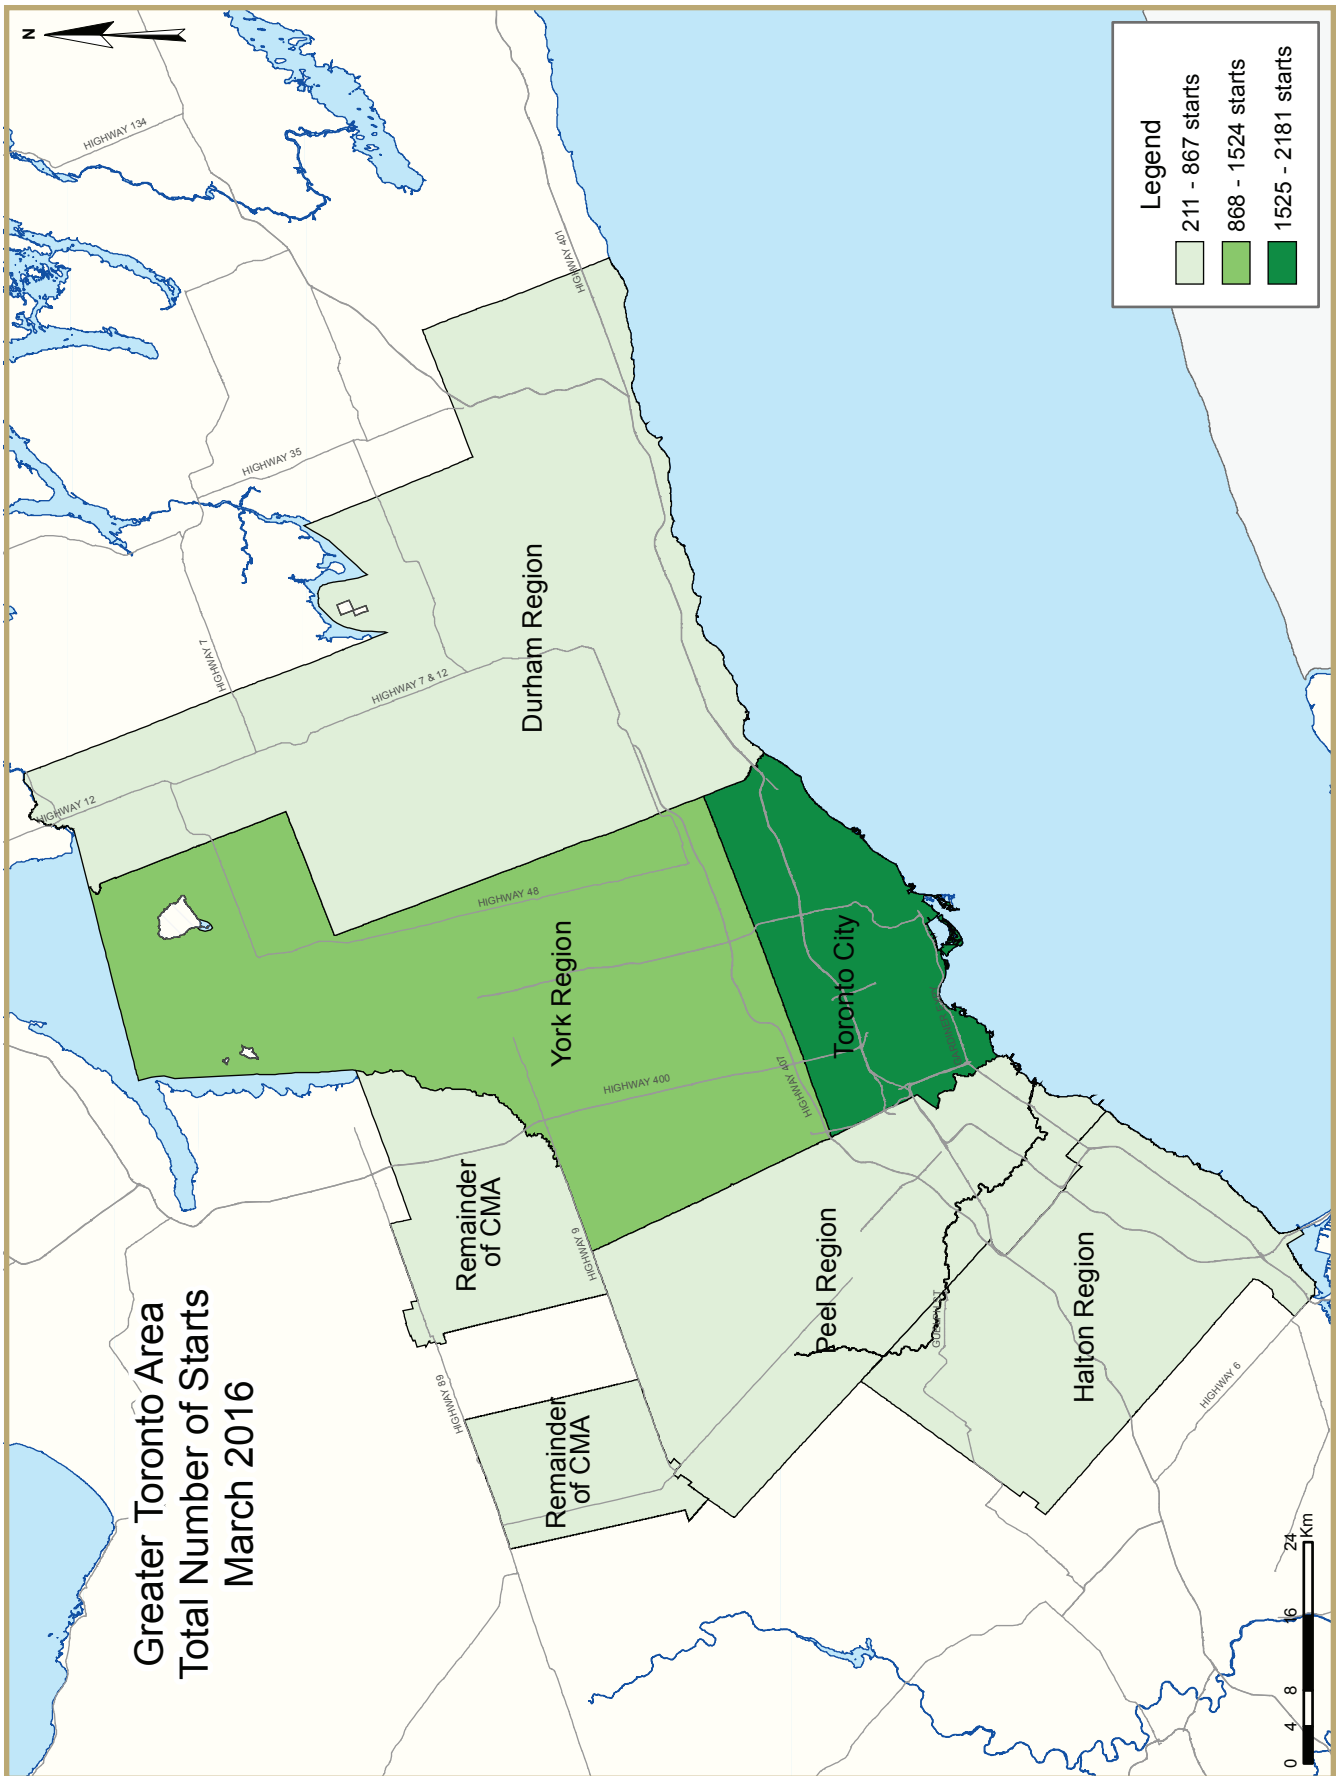 Greater Toronto Area
Total Number of Starts
March 2016
N
HIGHWAY 134
HIGHWAY 401
HIGHWAY 35
HIGHWAY 7
HIGHWAY 7 & 12
HIGHWAY 12
Durham Region
HIGHWAY 48
York Region
HIGHWAY 400
HIGHWAY 407
Toronto City
Remainder
of CMA
HIGHWAY 9
HIGHWAY 89
Remainder
of CMA
Peel Region
Halton Region
HIGHWAY 6
Legend
211 - 867 starts
868 - 1524 starts
1525 - 2181 starts
0 4 8 16 24
Km